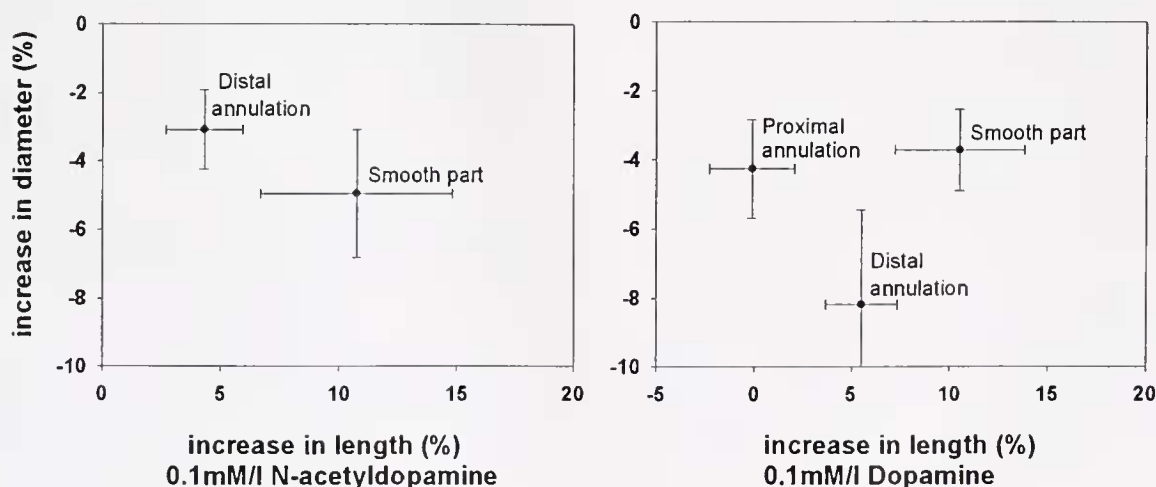 increase in diameter (%)
0
-2
-4
-6
-8
-10
Distal
annulation
Smooth part
0
5
10
15
20
increase in length (%)
0.1mM/l N-acetyldopamine
0
-2
-4
-6
-8
-10
Proximal
annulation
Smooth part
Distal
annulation
-5
0
5
10
15
20
increase in length (%)
0.1mM/l Dopamine